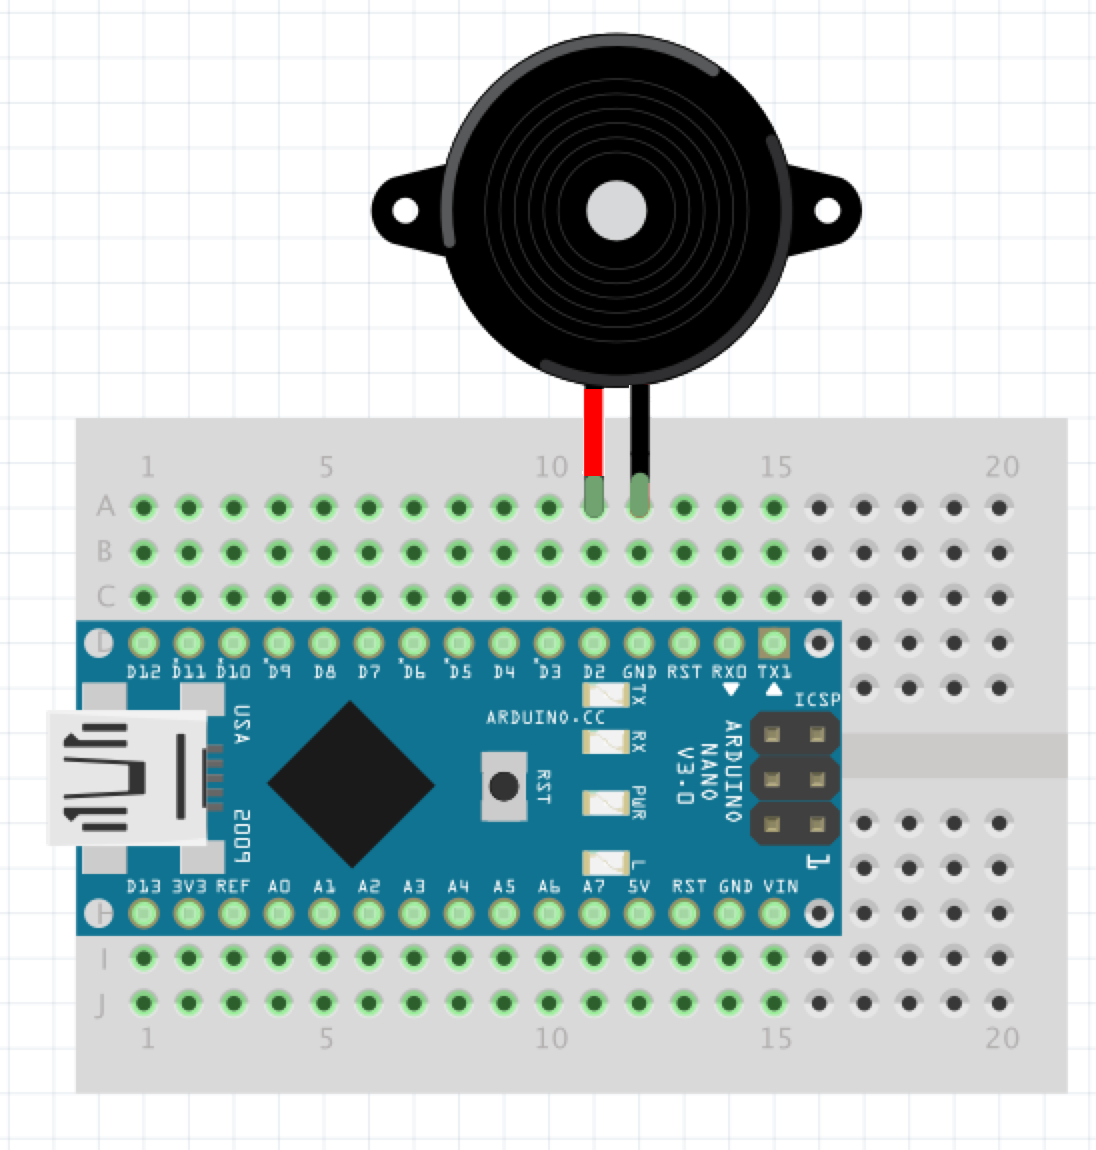 1 5 10 15 20
A
B
C
D
D12 D11 D10 D9 D8 D7 D6 D5 D4 D3 D2 GND RST RX0 TX1
TX
ICSP
USA
ARDUINO.CC
RX
ARDUINO
NANO
V3.0
RST
PWR
2009
L
1
D13 3V3 REF A0 A1 A2 A3 A4 A5 A6 A7 5V RST GND VIN
H
I
J
1 5 10 15 20